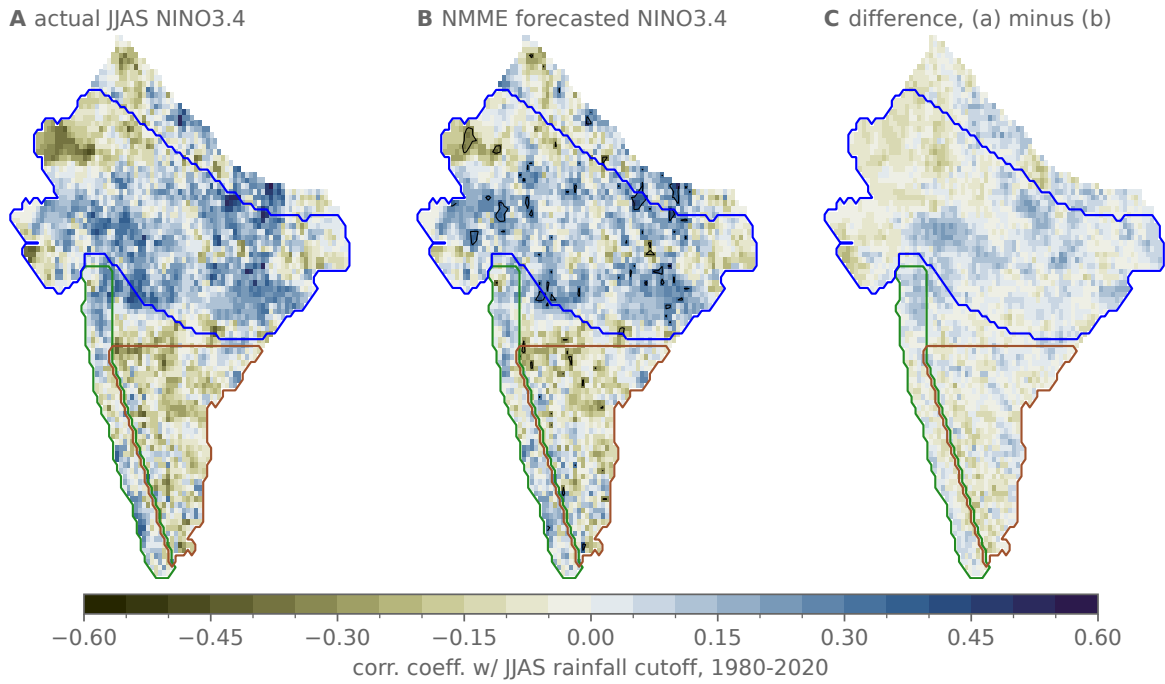 A actual JJAS NINO3.4
B NMME forecasted NINO3.4
C difference, (a) minus (b)
−0.60 −0.45 −0.30 −0.15 0.00 0.15 0.30 0.45 0.60
corr. coeff. w/ JJAS rainfall cutoff, 1980-2020